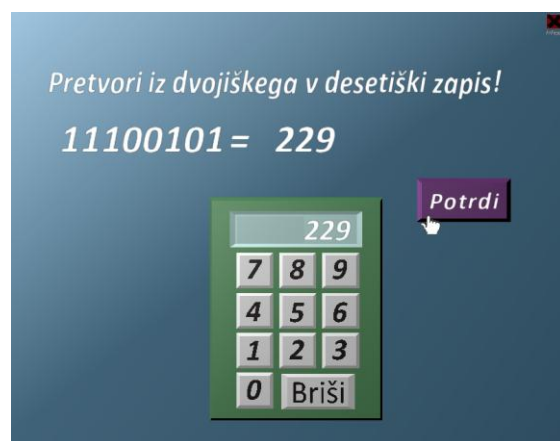 Pretvori iz dvojiškega v desetiški zapis!
11100101 = 229
Potrdi
229
7 8 9
4 5 6
1 2 3
0 Briši